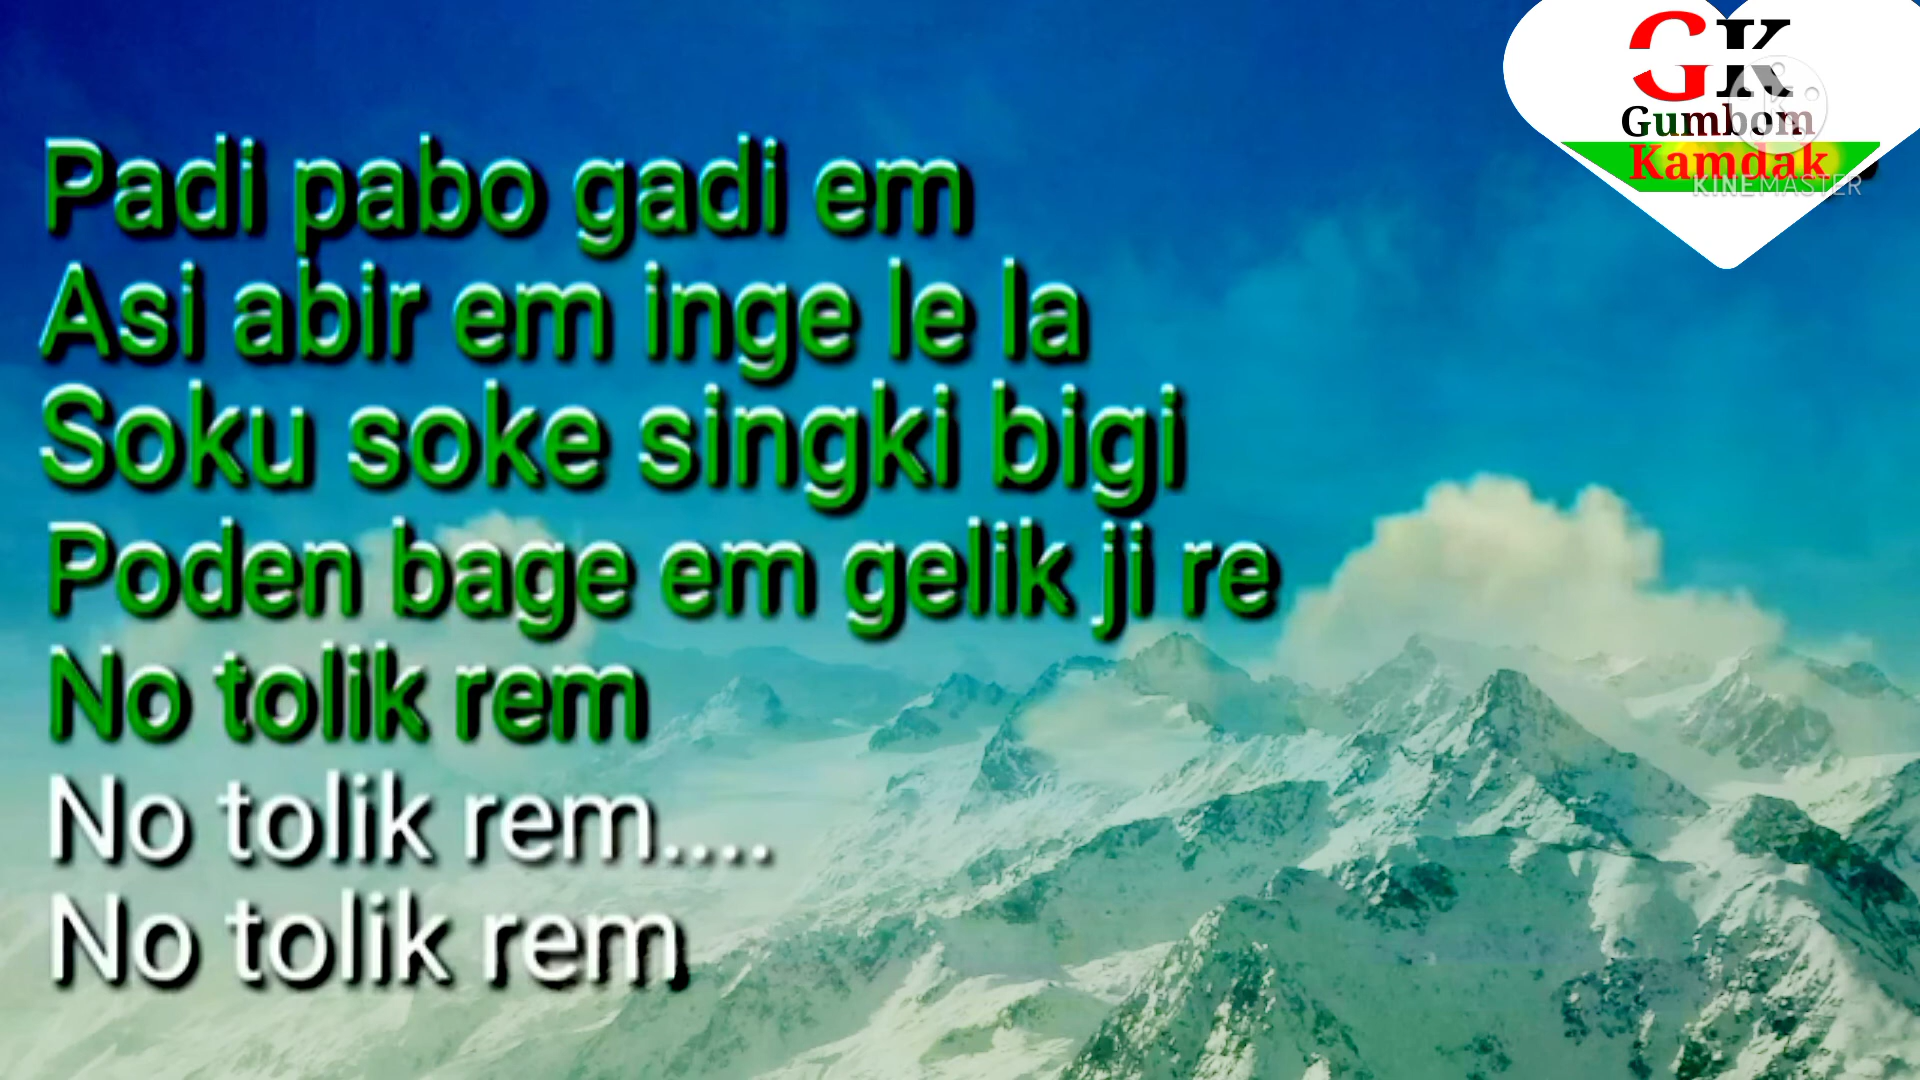 Padi pabo gadi em
Asi abir em inge le la
Soku soke singki bigi
Poden bage em gelik ji re
No tolik rem
No tolik rem....
No tolik rem
GK
Gumbom
Kamdak
KINEMASTER